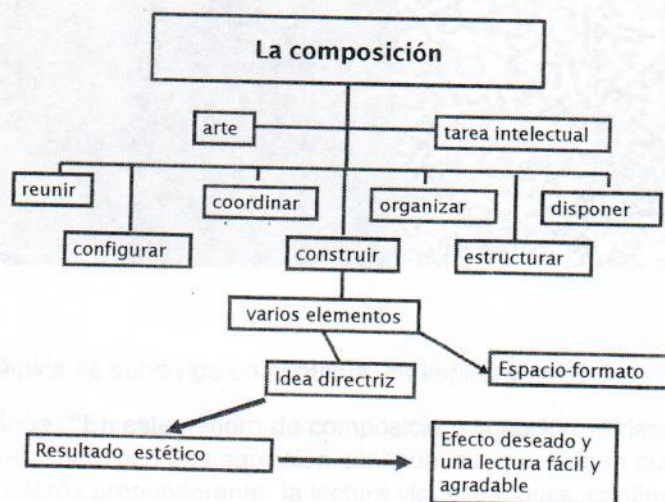 La composición
arte
tarea intelectual
reunir
coordinar
organizar
disponer
configurar
construir
estructurar
varios elementos
Espacio-formato
Idea directriz
Resultado estético
Efecto deseado y
una lectura fácil y
agradable